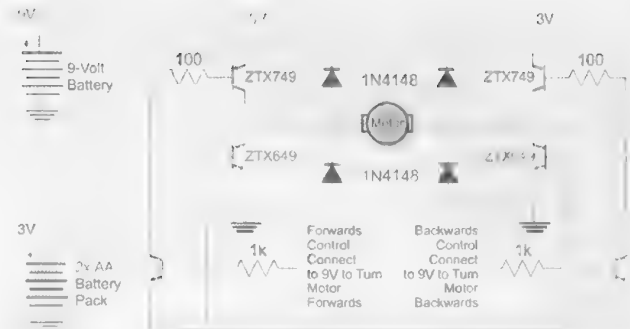 9V
3V
100
100
ZTX749
1N4148
ZTX749
9-Volt
Battery
Motor
ZTX649
1N4148
3V
Forwards
Control
Connect
to 9V to Turn
Motor
Forwards
Backwards
Control
Connect
to 9V to Turn
Motor
Backwards
1k
1k
2x AA
Battery
Pack